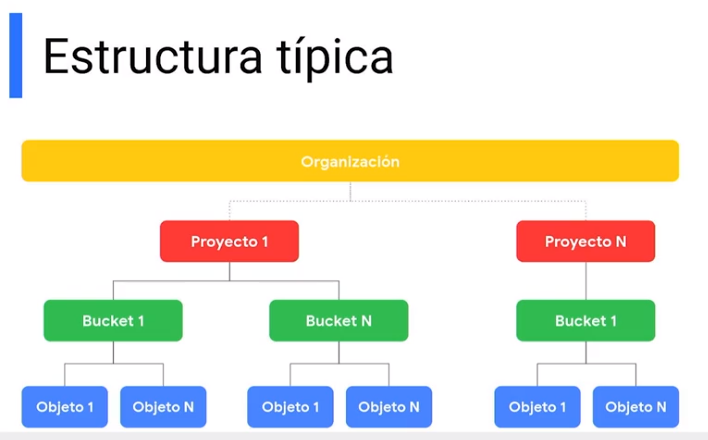 Estructura típica
Organización
Proyecto 1
Proyecto N
Bucket 1
Bucket N
Bucket 1
Objeto 1
Objeto N
Objeto 1
Objeto N
Objeto 1
Objeto N